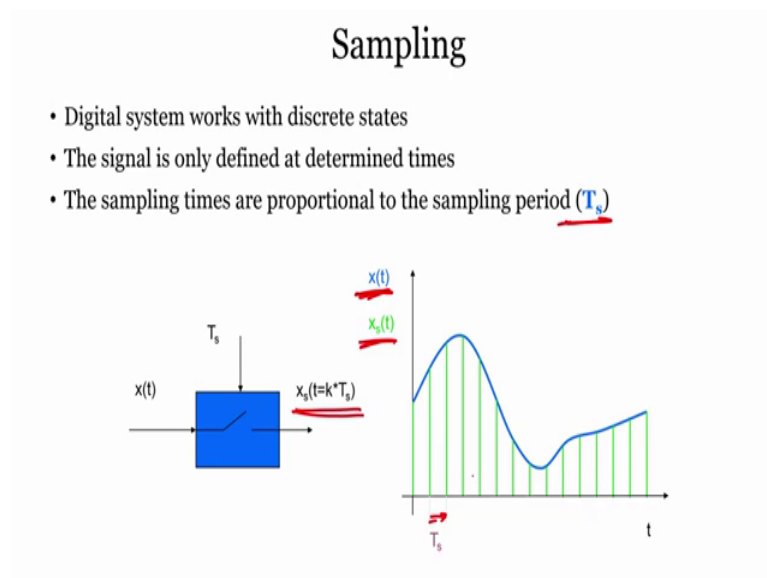 Sampling
• Digital system works with discrete states
• The signal is only defined at determined times
• The sampling times are proportional to the sampling period (Ts)
x(t)
xs(t)
Ts
x(t)
xs(t=k*Ts)
Ts
t